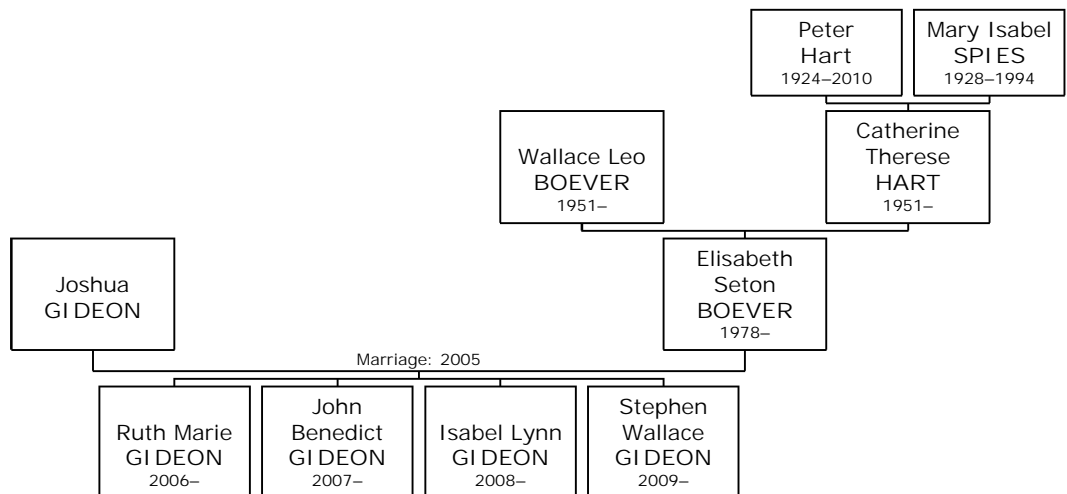 Peter
Hart
1924–2010
Mary Isabel
SPIES
1928–1994
Wallace Leo
BOEVER
1951–
Catherine
Therese
HART
1951–
Joshua
GIDEON
Elisabeth
Seton
BOEVER
1978–
Marriage: 2005
Ruth Marie
GIDEON
2006–
John
Benedict
GIDEON
2007–
Isabel Lynn
GIDEON
2008–
Stephen
Wallace
GIDEON
2009–